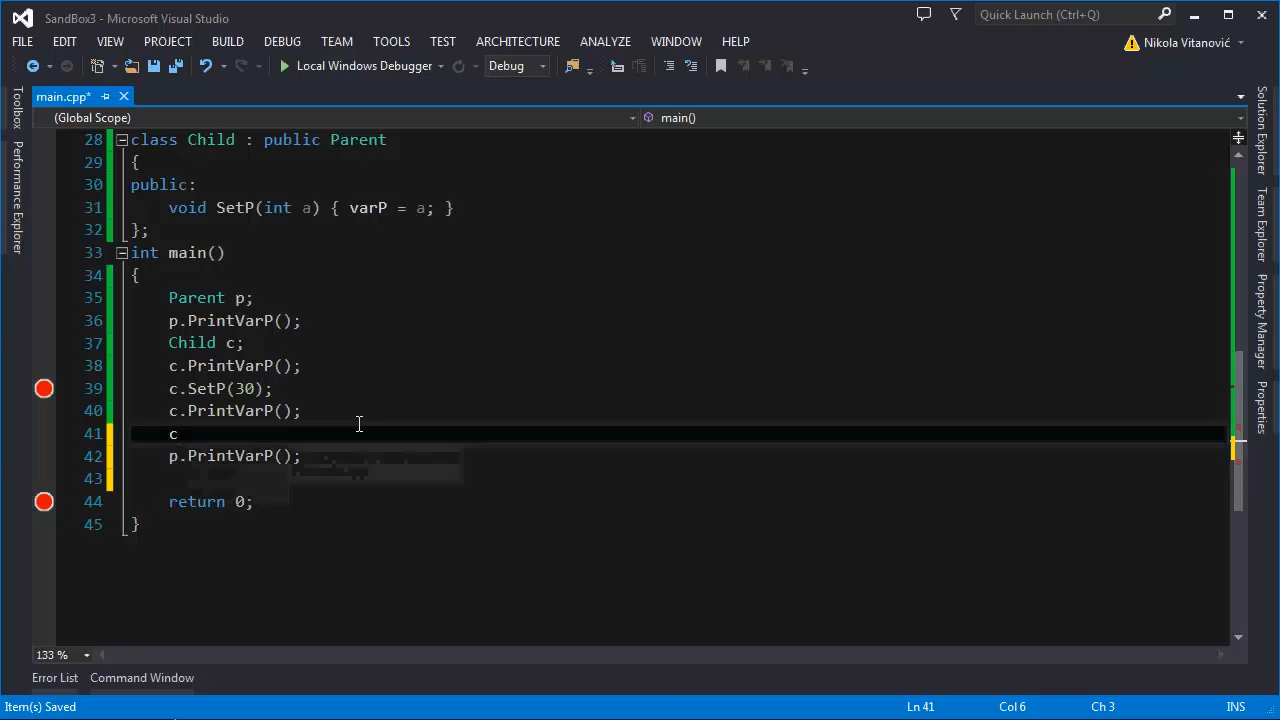 SandBox3 - Microsoft Visual Studio
Quick Launch (Ctrl+Q)
FILE EDIT VIEW PROJECT BUILD DEBUG TEAM TOOLS TEST ARCHITECTURE ANALYZE WINDOW HELP
Nikola Vitanović
Local Windows Debugger
Debug
main.cpp*
(Global Scope)
main()
Toolbox
Performance Explorer
28 class Child : public Parent
29 {
30 public:
31 void SetP(int a) { varP = a; }
32 };
33 int main()
34 {
35 Parent p;
36 p.PrintVarP();
37 Child c;
38 c.PrintVarP();
39 c.SetP(30);
40 c.PrintVarP();
41 c
42 p.PrintVarP();
43
44 return 0;
45 }
Solution Explorer
Team Explorer
Property Manager
Properties
133 %
Error List Command Window
Item(s) Saved
Ln 41 Col 6 Ch 3 INS